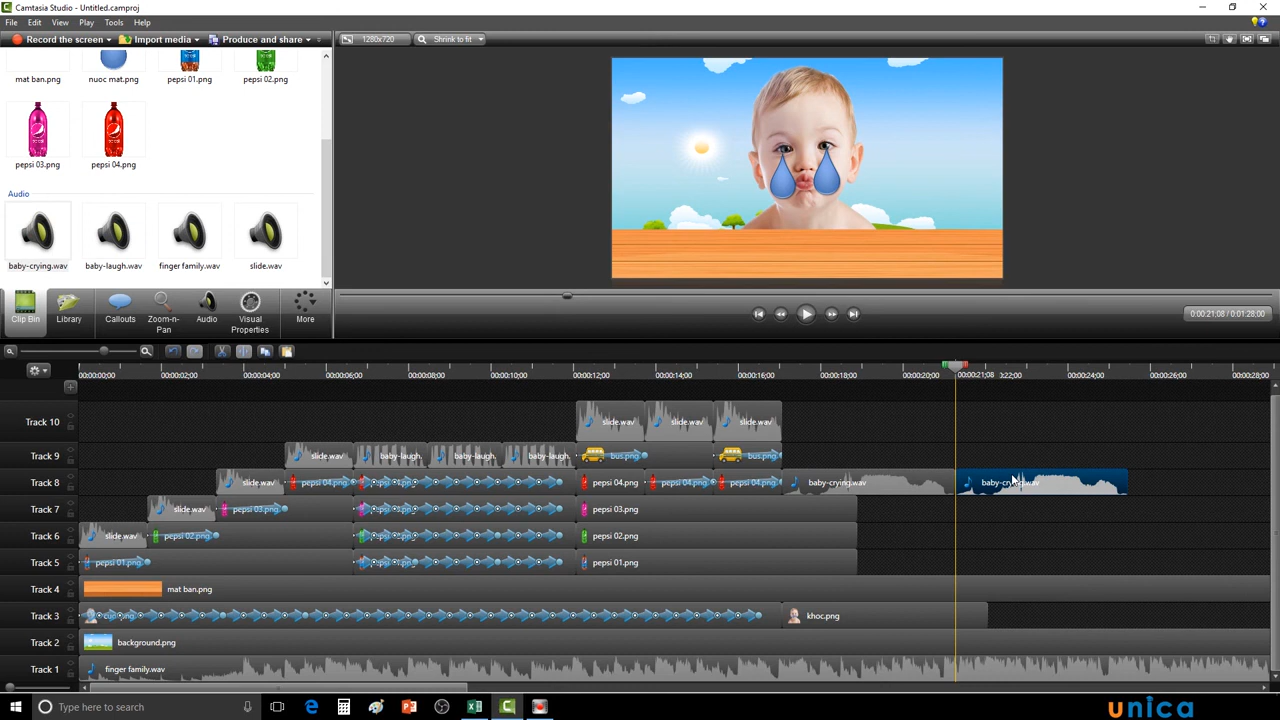 Camtasia Studio - Untitled.camproj
File Edit View Play Tools Help
Record the screen Import media Produce and share
1280x720 Shrink to fit
mat ban.png nuoc mat.png pepsi 01.png pepsi 02.png
pepsi 03.png pepsi 04.png
Audio
baby-crying.wav baby-laugh.wav finger family.wav slide.wav
Clip Bin Library Callouts Zoom-n-Pan Audio Visual Properties More
0:00:21;08 / 0:01:28;00
00:00:00;00 00:00:02;00 00:00:04;00 00:00:06;00 00:00:08;00 00:00:10;00 00:00:12;00 00:00:14;00 00:00:16;00 00:00:18;00 00:00:20;00 00:00:21;08 :22;00 00:00:24;00 00:00:26;00 00:00:28;00
Track 10 slide.wav slide.wav slide.wav
Track 9 slide.wav baby-laugh. baby-laugh. baby-laugh. bus.png bus.png
Track 8 slide.wav pepsi 04.png pepsi 04.png pepsi 04.png pepsi 04.png baby-crying.wav baby-crying.wav
Track 7 slide.wav pepsi 03.png pepsi 03.png
Track 6 slide.wav pepsi 02.png pepsi 02.png
Track 5 pepsi 01.png pepsi 01.png
Track 4 mat ban.png
Track 3 khoc.png
Track 2 background.png
Track 1 finger family.wav
Type here to search
unica